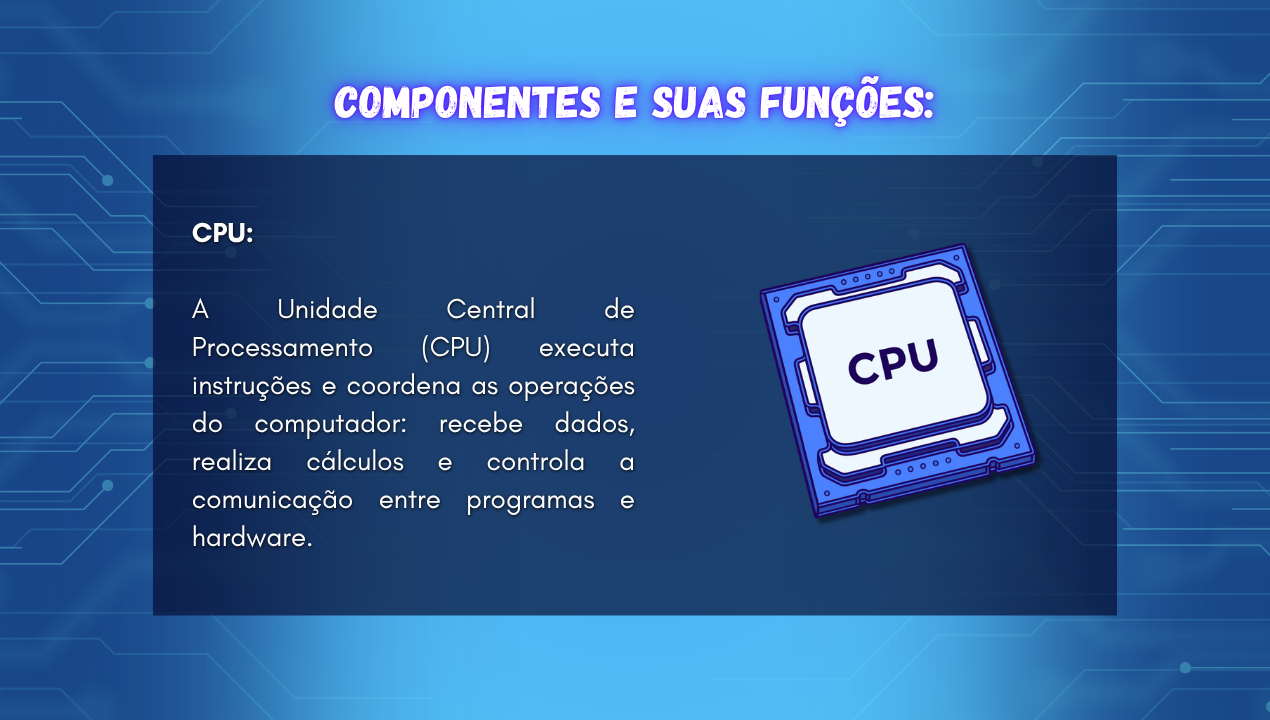 COMPONENTES E SUAS FUNÇÕES:
CPU:
A Unidade Central de
Processamento (CPU) executa
instruções e coordena as operações
do computador: recebe dados,
realiza cálculos e controla a
comunicação entre programas e
hardware.
CPU